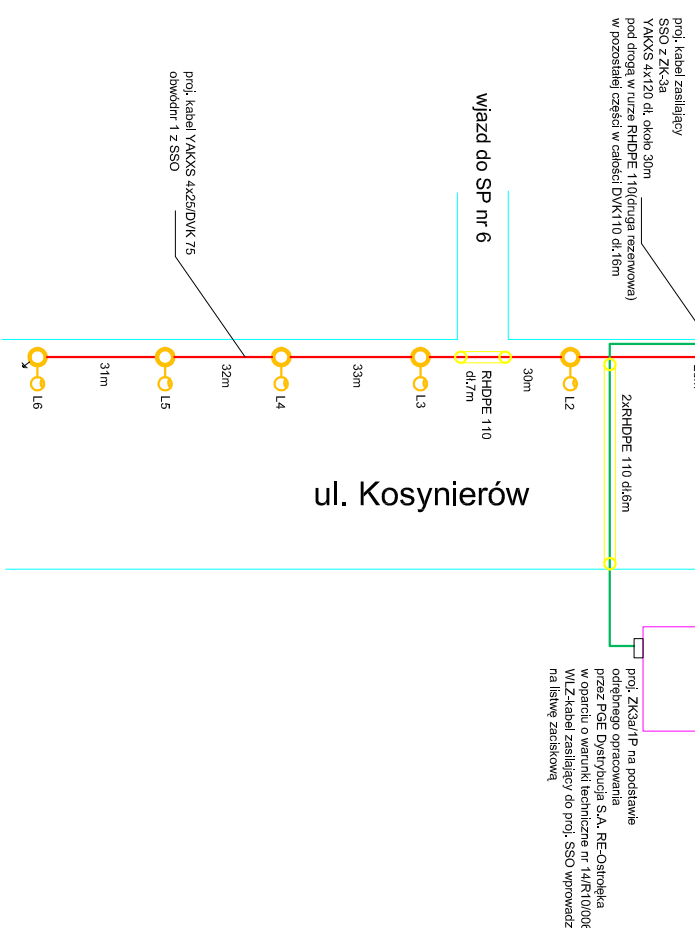 proj. kabel zasilający
SSO z ZK-3a
YAKXS 4x120 dł. około 30m
pod drogą w rurze RHDPE 110(druga rezerwowa)
w pozostałej części w całości DVK110 dł.16m
proj. kabel YAKXS 4x25/DVK 75
obwódnr 1 z SSO
wjazd do SP nr 6
L6
31m
L5
32m
L4
33m
L3
RHDPE 110
dł.7m
30m
L2
2xRHDPE 110 dł.6m
ul. Kosynierów
proj. ZK3a/1P na podstawie
odrębnego opracowania
przez PGE Dystrybucja S.A. RE-Ostrołęka
w oparciu o warunki techniczne nr 14/R10/006
WLZ-kabel zasilający do proj. SSO wprowadz
na listwę zaciskową